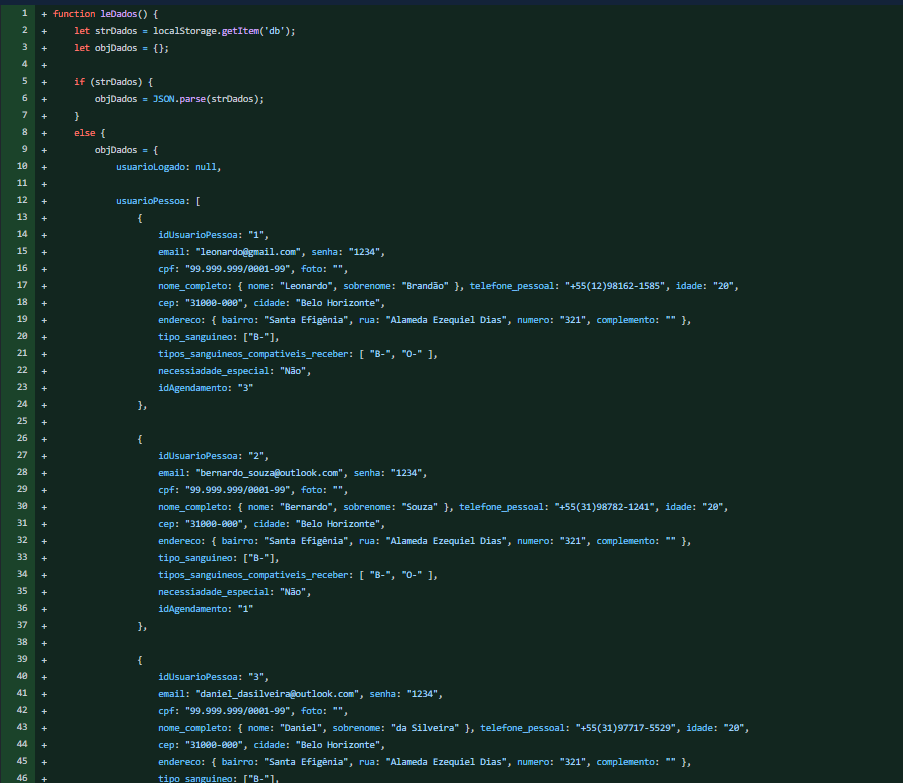 1 + function leDados() {
2 + let strDados = localStorage.getItem('db');
3 + let objDados = {};
4 +
5 + if (strDados) {
6 + objDados = JSON.parse(strDados);
7 + }
8 + else {
9 + objDados = {
10 + usuarioLogado: null,
11 +
12 + usuarioPessoa: [
13 + {
14 + idUsuarioPessoa: "1",
15 + email: "leonardo@gmail.com", senha: "1234",
16 + cpf: "99.999.999/0001-99", foto: "",
17 + nome_completo: { nome: "Leonardo", sobrenome: "Brandão" }, telefone_pessoal: "+55(12)98162-1585", idade: "20",
18 + cep: "31000-000", cidade: "Belo Horizonte",
19 + endereco: { bairro: "Santa Efigênia", rua: "Alameda Ezequiel Dias", numero: "321", complemento: "" },
20 + tipo_sanguineo: ["B-"],
21 + tipos_sanguineos_compativeis_receber: [ "B-", "O-" ],
22 + necessiadade_especial: "Não",
23 + idAgendamento: "3"
24 + },
25 +
26 + {
27 + idUsuarioPessoa: "2",
28 + email: "bernardo_souza@outlook.com", senha: "1234",
29 + cpf: "99.999.999/0001-99", foto: "",
30 + nome_completo: { nome: "Bernardo", sobrenome: "Souza" }, telefone_pessoal: "+55(31)98782-1241", idade: "20",
31 + cep: "31000-000", cidade: "Belo Horizonte",
32 + endereco: { bairro: "Santa Efigênia", rua: "Alameda Ezequiel Dias", numero: "321", complemento: "" },
33 + tipo_sanguineo: ["B-"],
34 + tipos_sanguineos_compativeis_receber: [ "B-", "O-" ],
35 + necessiadade_especial: "Não",
36 + idAgendamento: "1"
37 + },
38 +
39 + {
40 + idUsuarioPessoa: "3",
41 + email: "daniel_dasilveira@outlook.com", senha: "1234",
42 + cpf: "99.999.999/0001-99", foto: "",
43 + nome_completo: { nome: "Daniel", sobrenome: "da Silveira" }, telefone_pessoal: "+55(31)97717-5529", idade: "20",
44 + cep: "31000-000", cidade: "Belo Horizonte",
45 + endereco: { bairro: "Santa Efigênia", rua: "Alameda Ezequiel Dias", numero: "321", complemento: "" },
46 + tipo_sanguineo: ["B-"],